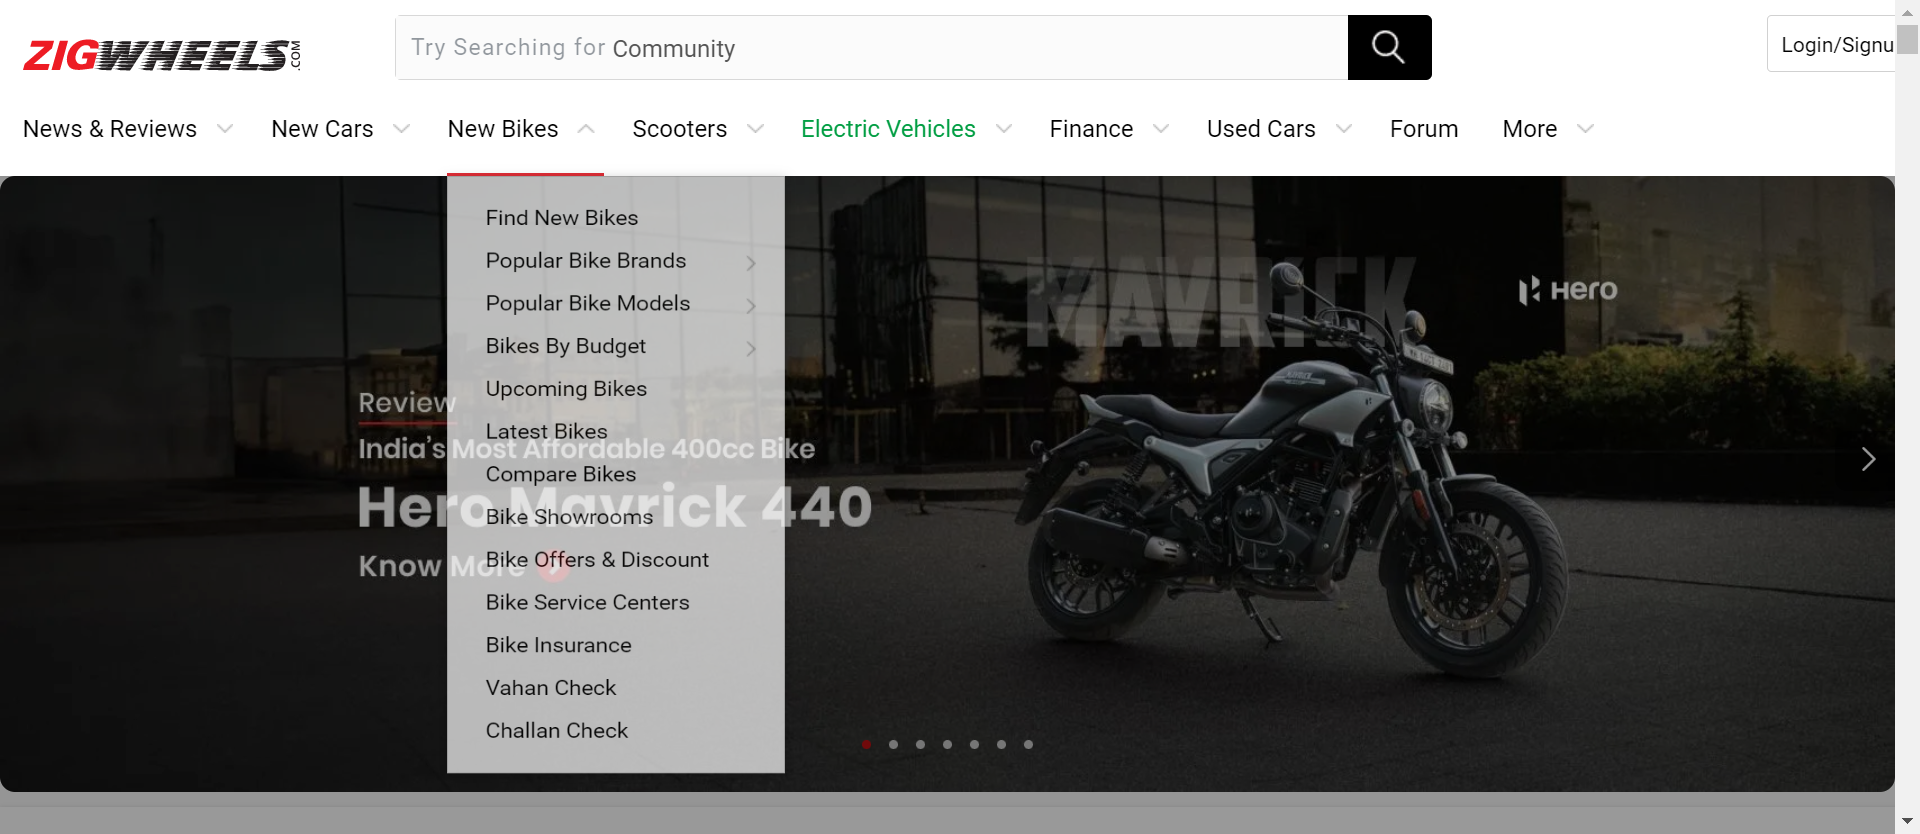 ZIGWHEELS.COM
Try Searching for Community
Login/Signu
News & Reviews
New Cars
New Bikes
Scooters
Electric Vehicles
Finance
Used Cars
Forum
More
Find New Bikes
Popular Bike Brands
Popular Bike Models
Bikes By Budget
Upcoming Bikes
Latest Bikes
Compare Bikes
Bike Showrooms
Bike Offers & Discount
Bike Service Centers
Bike Insurance
Vahan Check
Challan Check
Review
India's Most Affordable 400cc Bike
Hero Mavrick 440
Know More
MAVRICK
Hero